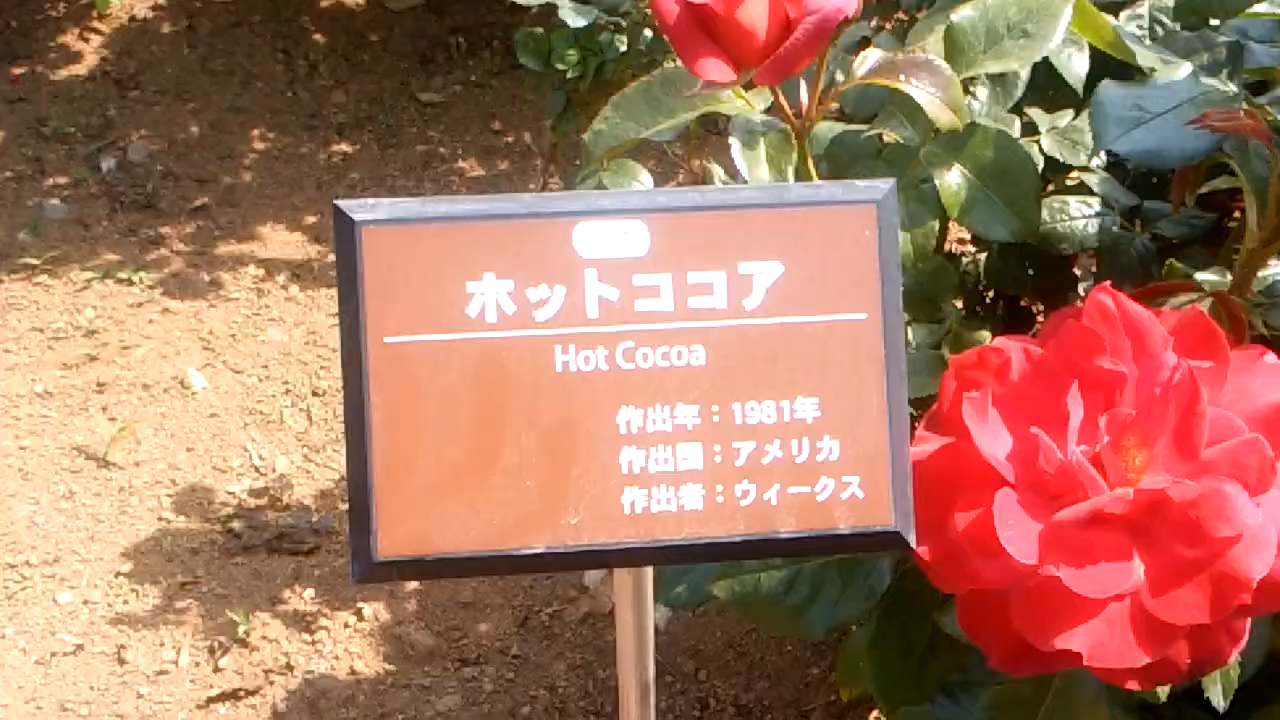 ホットココア
Hot Cocoa
作出年：1981年
作出国：アメリカ
作出者：ウィークス